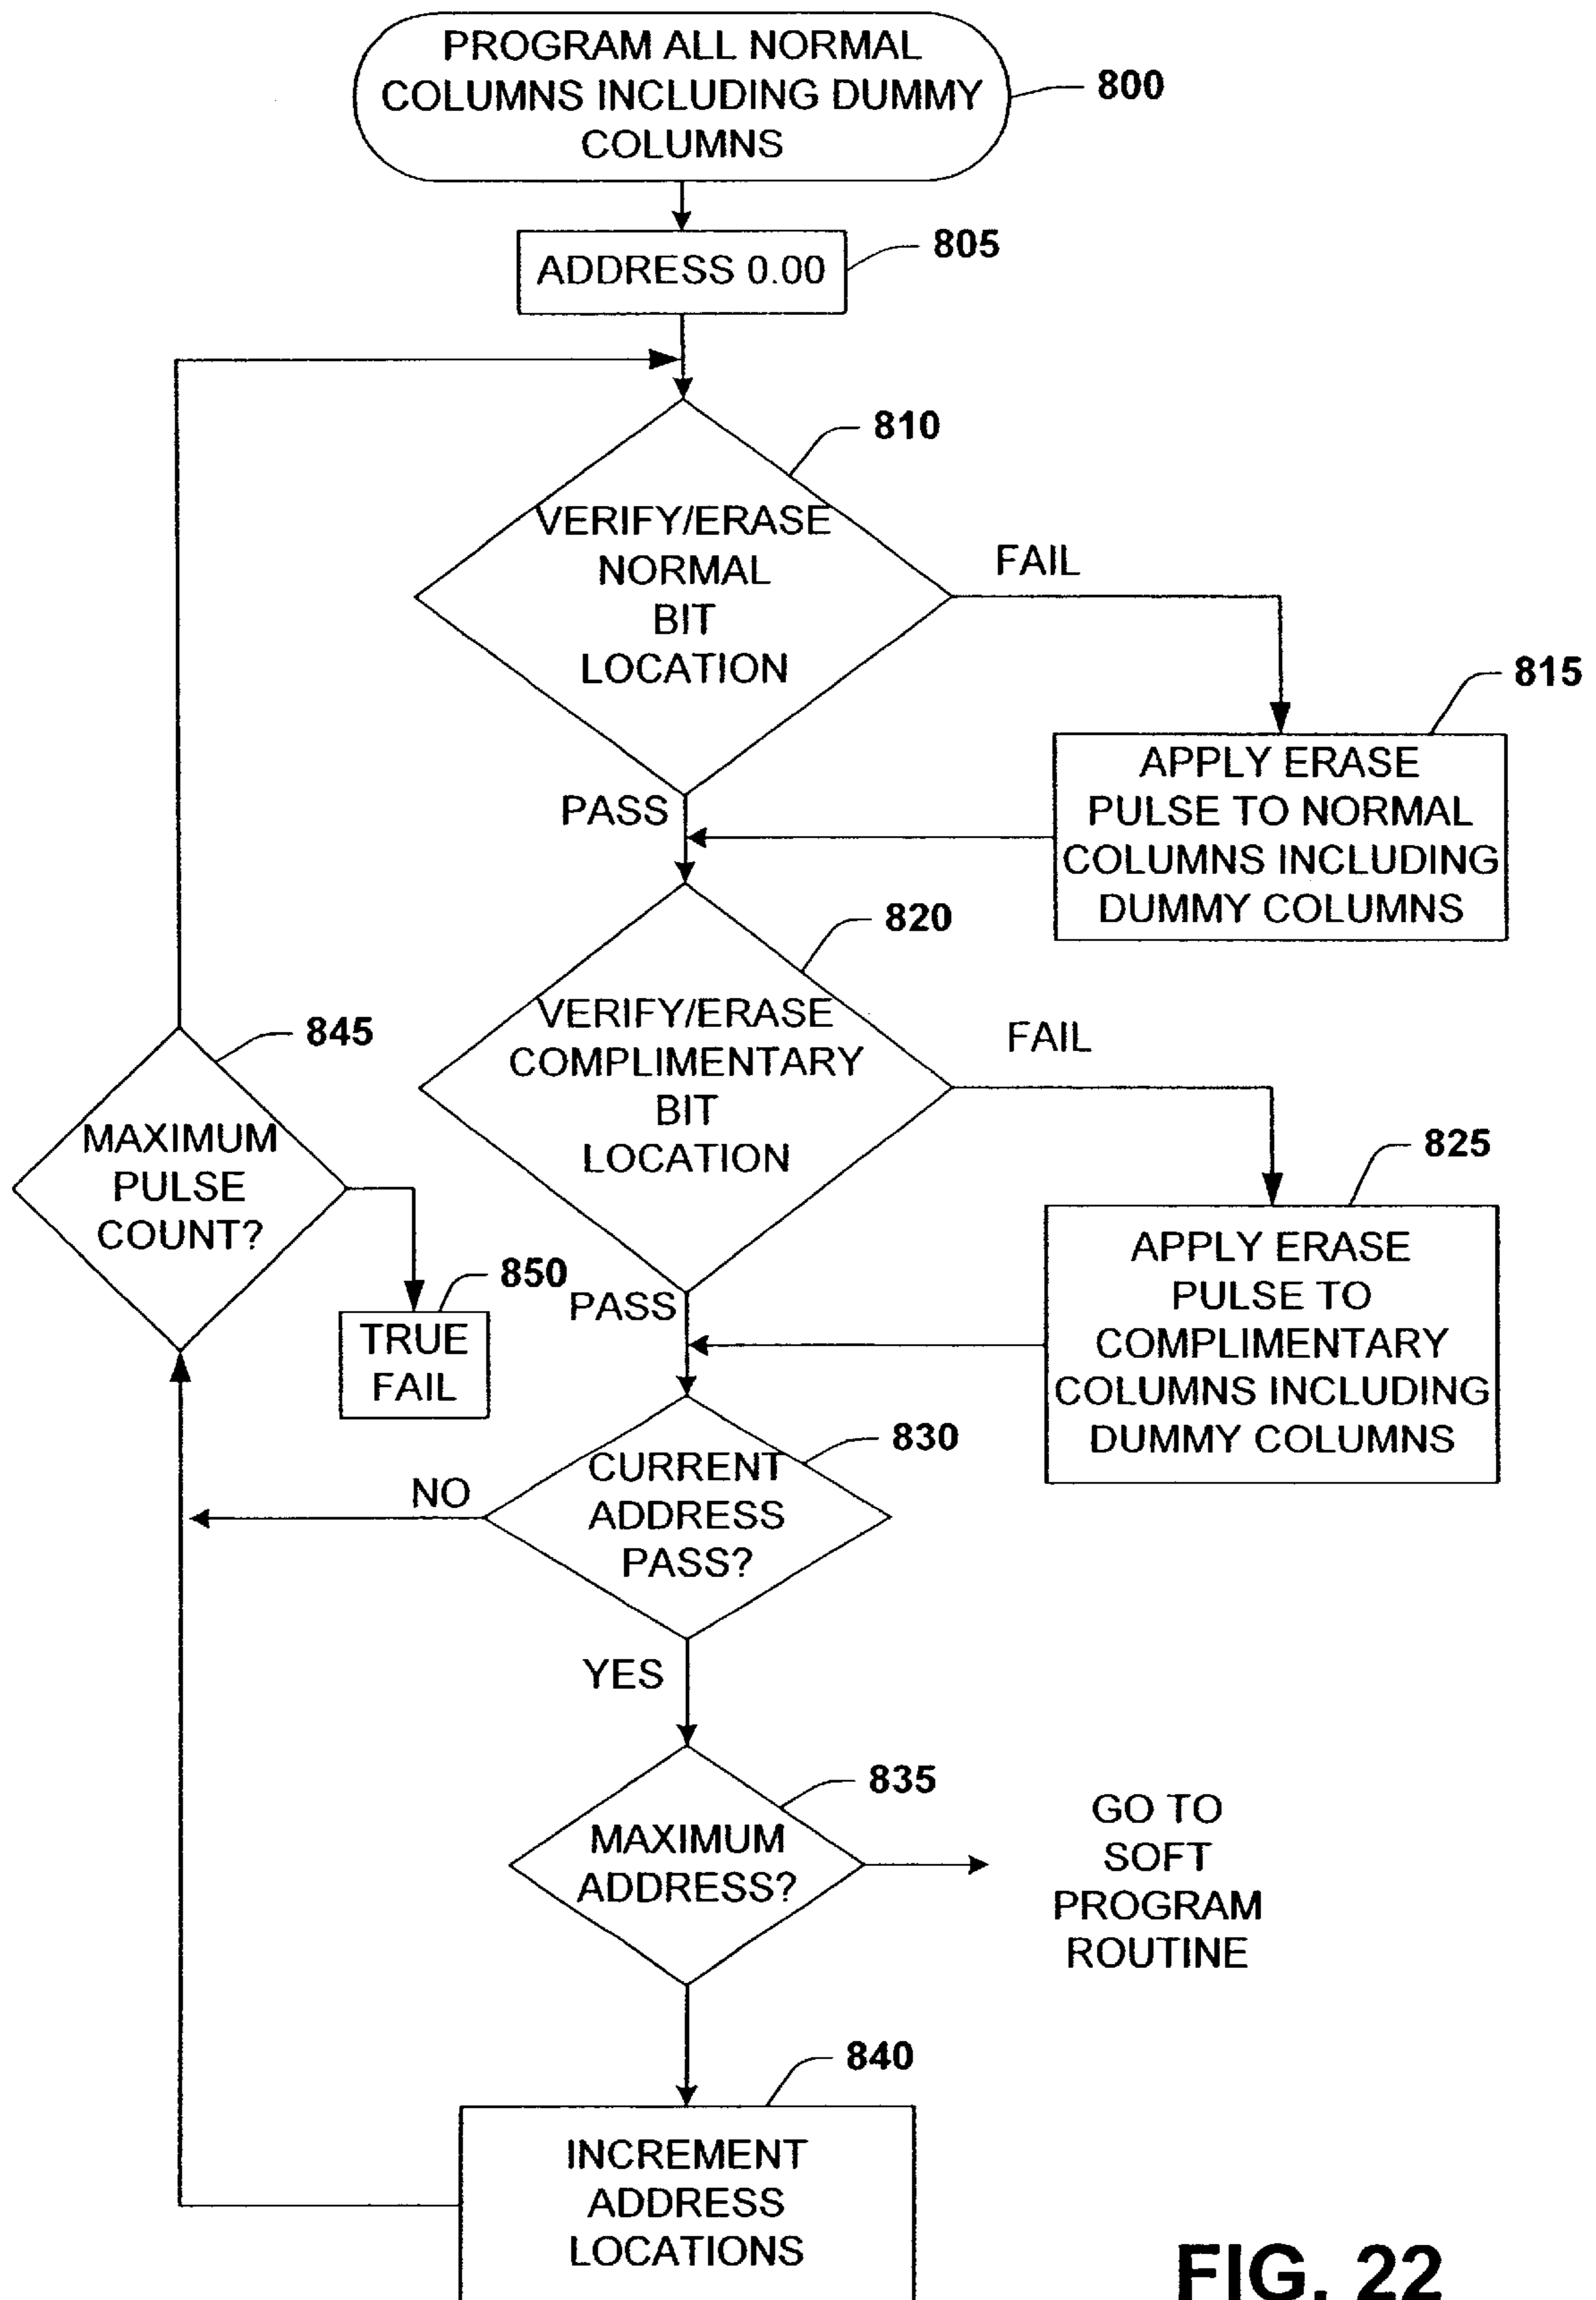 PROGRAM ALL NORMAL
COLUMNS INCLUDING DUMMY
COLUMNS
800
ADDRESS 0.00
805
810
VERIFY/ERASE
NORMAL
BIT
LOCATION
FAIL
PASS
815
APPLY ERASE
PULSE TO NORMAL
COLUMNS INCLUDING
DUMMY COLUMNS
820
VERIFY/ERASE
COMPLIMENTARY
BIT
LOCATION
FAIL
PASS
825
APPLY ERASE
PULSE TO
COMPLIMENTARY
COLUMNS INCLUDING
DUMMY COLUMNS
845
MAXIMUM
PULSE
COUNT?
850
TRUE
FAIL
830
CURRENT
ADDRESS
PASS?
NO
YES
835
MAXIMUM
ADDRESS?
GO TO
SOFT
PROGRAM
ROUTINE
840
INCREMENT
ADDRESS
LOCATIONS
FIG. 22